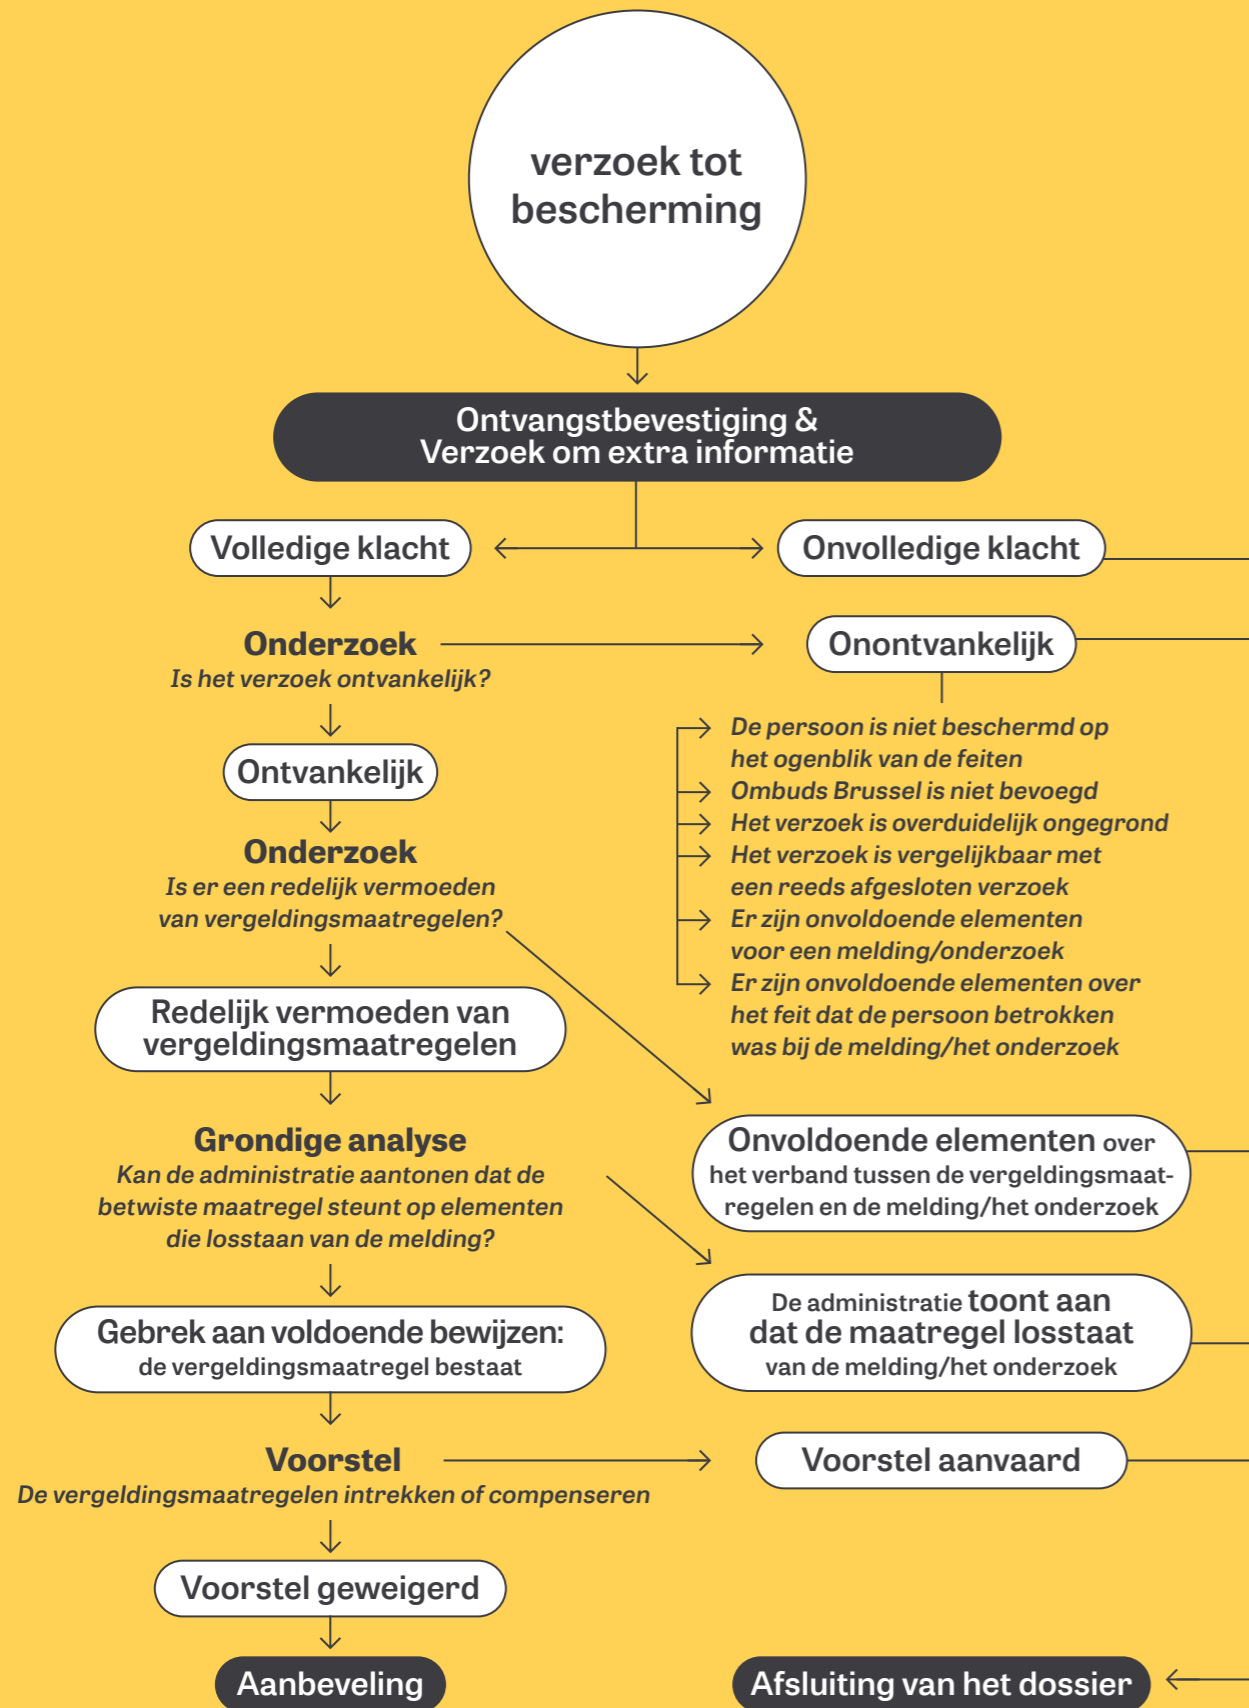 verzoek tot
bescherming
Ontvangstbevestiging &
Verzoek om extra informatie
Volledige klacht
Onvolledige klacht
Onderzoek
Is het verzoek ontvankelijk?
Onontvankelijk
De persoon is niet beschermd op
het ogenblik van de feiten
Ombuds Brussel is niet bevoegd
Het verzoek is overduidelijk ongegrond
Het verzoek is vergelijkbaar met
een reeds afgesloten verzoek
Er zijn onvoldoende elementen
voor een melding/onderzoek
Er zijn onvoldoende elementen over
het feit dat de persoon betrokken
was bij de melding/het onderzoek
Ontvankelijk
Onderzoek
Is er een redelijk vermoeden
van vergeldingsmaatregelen?
Redelijk vermoeden van
vergeldingsmaatregelen
Onvoldoende elementen over
het verband tussen de vergeldingsmaat-
regelen en de melding/het onderzoek
Grondige analyse
Kan de administratie aantonen dat de
betwiste maatregel steunt op elementen
die losstaan van de melding?
De administratie toont aan
dat de maatregel losstaat
van de melding/het onderzoek
Gebrek aan voldoende bewijzen:
de vergeldingsmaatregel bestaat
Voorstel
De vergeldingsmaatregelen intrekken of compenseren
Voorstel aanvaard
Voorstel geweigerd
Aanbeveling
Afsluiting van het dossier